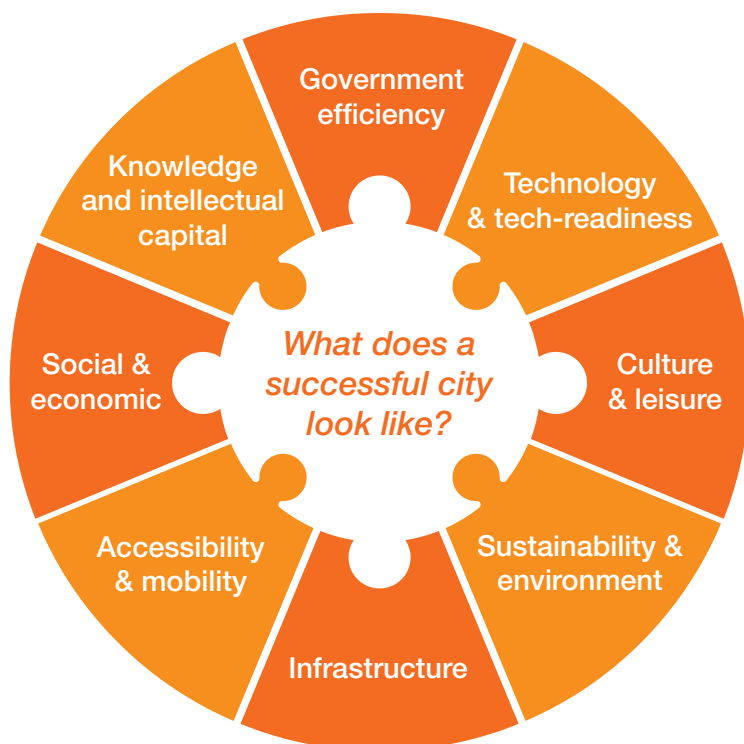 Government
efficiency
Technology
& tech-readiness
Culture
& leisure
Sustainability &
environment
Infrastructure
Accessibility
& mobility
Social &
economic
Knowledge
and intellectual
capital
What does a
successful city
look like?